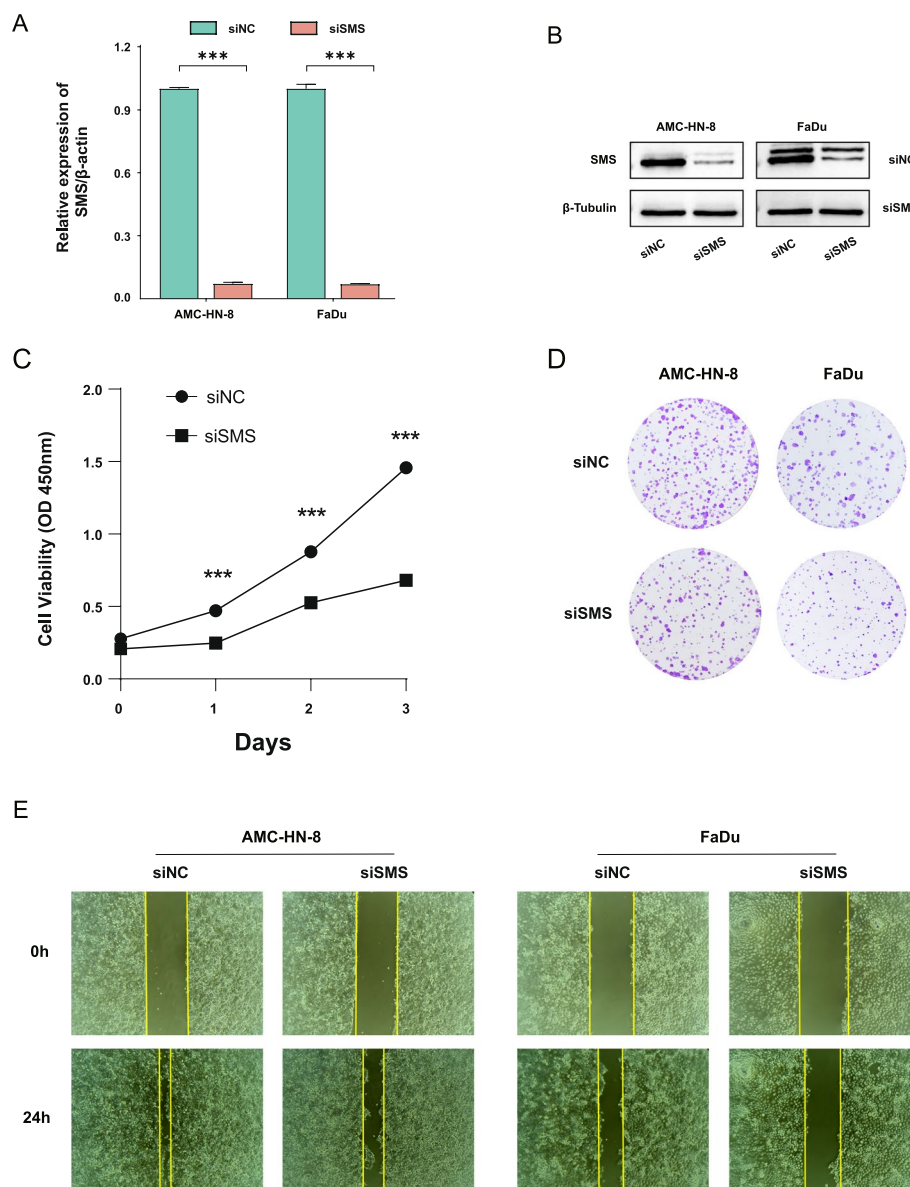 A
siNC
siSMS
***
***
Relative expression of
SMS/β-actin
1.2
0.9
0.6
0.3
0.0
AMC-HN-8
FaDu
B
AMC-HN-8
FaDu
SMS
siNC
β-Tubulin
siSM
siNC
siSMS
siNC
siSMS
C
siNC
siSMS
***
***
***
Cell Viability (OD 450nm)
2.0
1.5
1.0
0.5
0.0
0
1
2
3
Days
D
AMC-HN-8
FaDu
siNC
siSMS
E
AMC-HN-8
FaDu
siNC
siSMS
siNC
siSMS
0h
24h